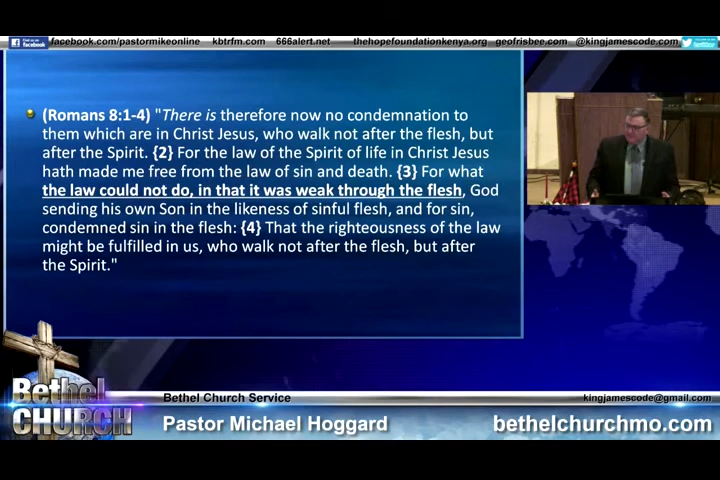 Find us on
facebook
facebook.com/pastormikeonline kbtrfm.com 666alert.net thehopefoundationkenya.org geofrisbee.com @kingjamescode.com
twitter
(Romans 8:1-4) "There is therefore now no condemnation to
them which are in Christ Jesus, who walk not after the flesh, but
after the Spirit. {2} For the law of the Spirit of life in Christ Jesus
hath made me free from the law of sin and death. {3} For what
the law could not do, in that it was weak through the flesh, God
sending his own Son in the likeness of sinful flesh, and for sin,
condemned sin in the flesh: {4} That the righteousness of the law
might be fulfilled in us, who walk not after the flesh, but after
the Spirit."
Bethel
CHURCH
Bethel Church Service
kingjamescode@gmail.com
Pastor Michael Hoggard
bethelchurchmo.com